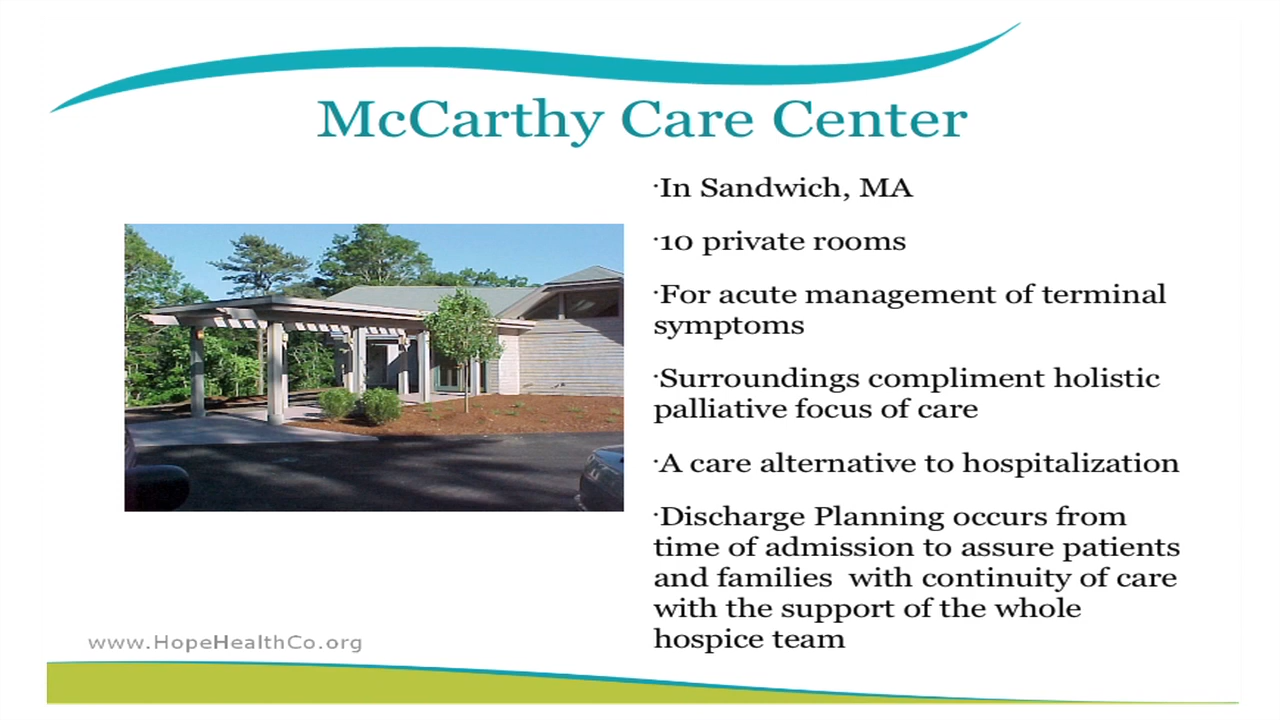 McCarthy Care Center
·In Sandwich, MA
·10 private rooms
·For acute management of terminal
symptoms
·Surroundings compliment holistic
palliative focus of care
·A care alternative to hospitalization
·Discharge Planning occurs from
time of admission to assure patients
and families  with continuity of care
with the support of the whole
hospice team
www.HopeHealthCo.org